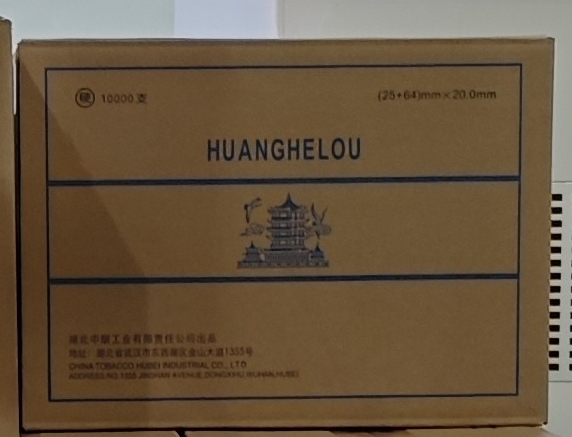 硬 10000支
(25+64)mm×20.0mm
HUANGHELOU
湖北中烟工业有限责任公司出品
地址：湖北省武汉市东西湖区金山大道1355号
CHINA TOBACCO HUBEI INDUSTRIAL CO., LTD
ADDRESS:NO.1355 JINSHAN AVENUE,DONGXIHU,WUHAN,HUBEI